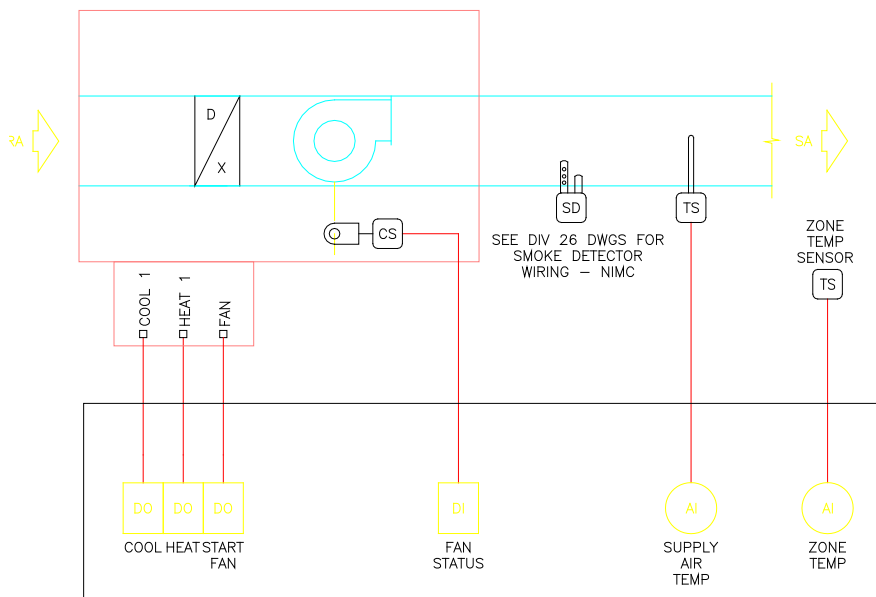 D
X
RA
SA
SD
TS
CS
SEE DIV 26 DWGS FOR
SMOKE DETECTOR
WIRING – NIMC
ZONE
TEMP
SENSOR
TS
COOL 1
HEAT 1
FAN
DO
DO
DO
DI
AI
AI
COOL
HEAT
START
FAN
FAN
STATUS
SUPPLY
AIR
TEMP
ZONE
TEMP